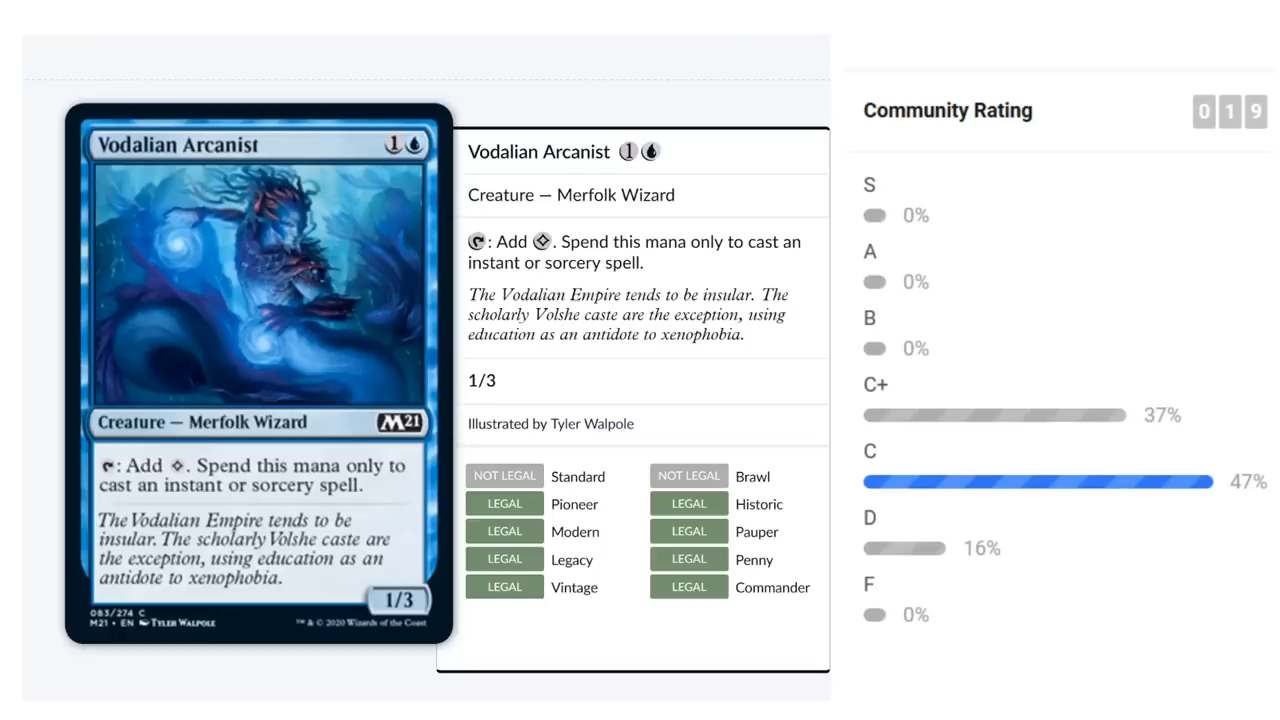 Vodalian Arcanist 1
Creature — Merfolk Wizard
M21
: Add . Spend this mana only to
cast an instant or sorcery spell.
The Vodalian Empire tends to be
insular. The scholarly Volshe caste are
the exception, using education as an
antidote to xenophobia.
1/3
083/274 C
M21 • EN TYLER WALPOLE
™ & © 2020 Wizards of the Coast
Vodalian Arcanist 1
Creature — Merfolk Wizard
: Add . Spend this mana only to cast an
instant or sorcery spell.
The Vodalian Empire tends to be insular. The
scholarly Volshe caste are the exception, using
education as an antidote to xenophobia.
1/3
Illustrated by Tyler Walpole
NOT LEGAL Standard NOT LEGAL Brawl
LEGAL Pioneer LEGAL Historic
LEGAL Modern LEGAL Pauper
LEGAL Legacy LEGAL Penny
LEGAL Vintage LEGAL Commander
Community Rating 0 1 9
S
0%
A
0%
B
0%
C+
37%
C
47%
D
16%
F
0%